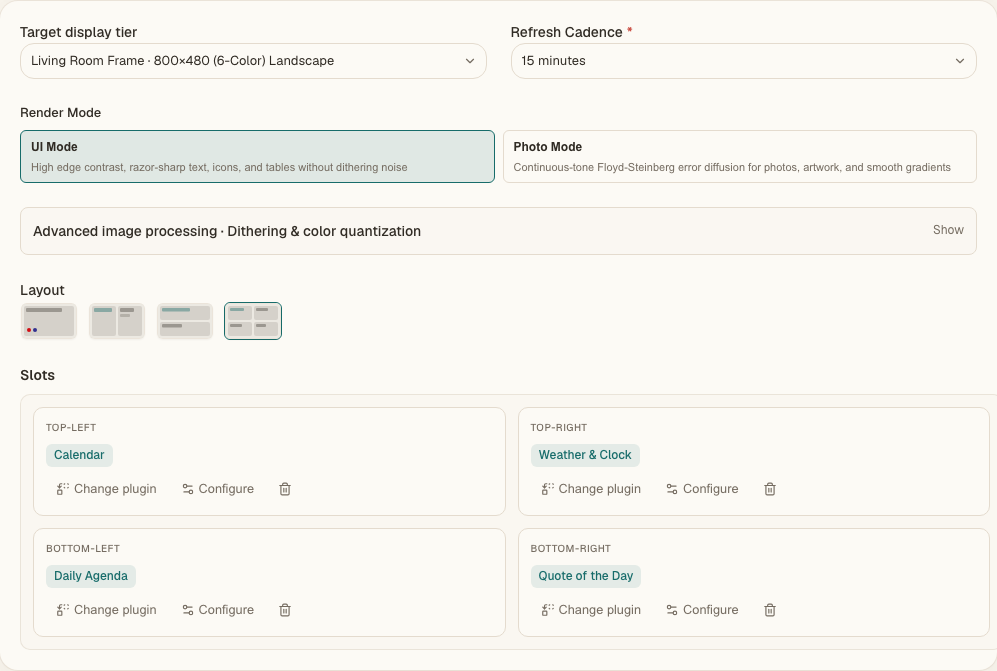 Target display tier
Refresh Cadence *
Living Room Frame · 800×480 (6-Color) Landscape
15 minutes
Render Mode
UI Mode
High edge contrast, razor-sharp text, icons, and tables without dithering noise
Photo Mode
Continuous-tone Floyd-Steinberg error diffusion for photos, artwork, and smooth gradients
Advanced image processing · Dithering & color quantization
Show
Layout
Slots
TOP-LEFT
Calendar
Change plugin
Configure
TOP-RIGHT
Weather & Clock
Change plugin
Configure
BOTTOM-LEFT
Daily Agenda
Change plugin
Configure
BOTTOM-RIGHT
Quote of the Day
Change plugin
Configure